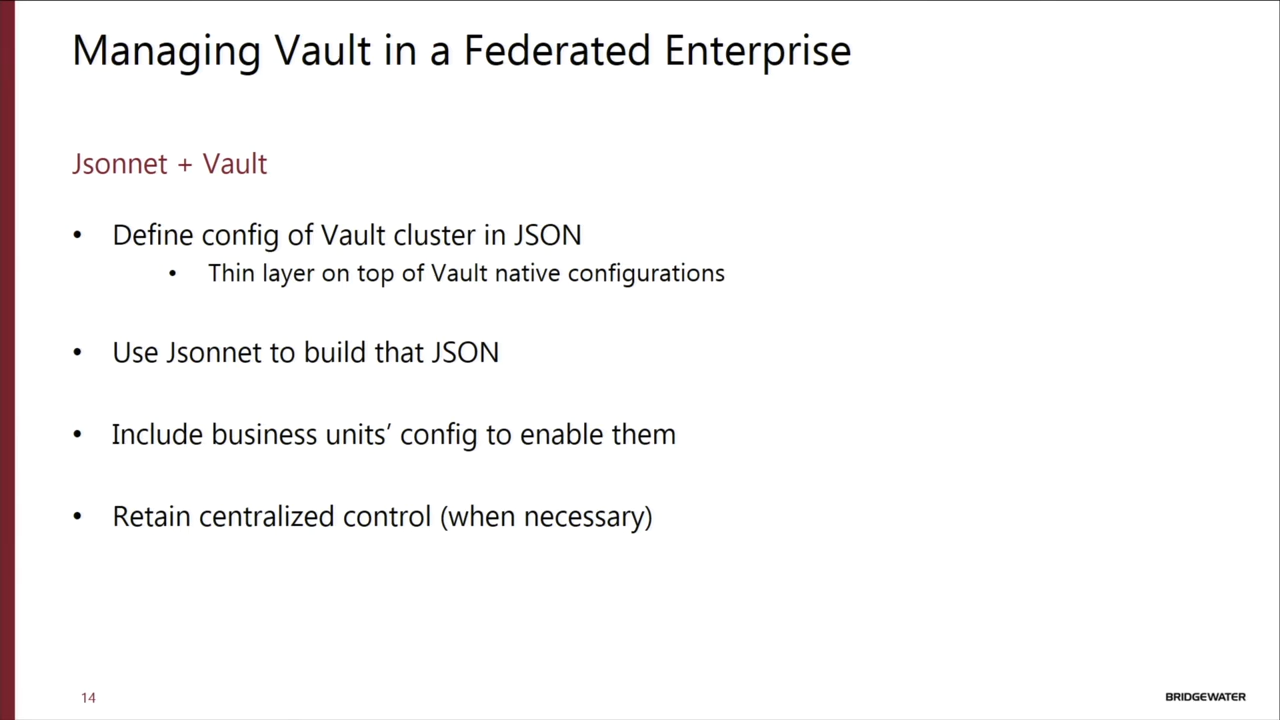 Managing Vault in a Federated Enterprise
Jsonnet + Vault
• Define config of Vault cluster in JSON
• Thin layer on top of Vault native configurations
• Use Jsonnet to build that JSON
• Include business units’ config to enable them
• Retain centralized control (when necessary)
14
BRIDGEWATER